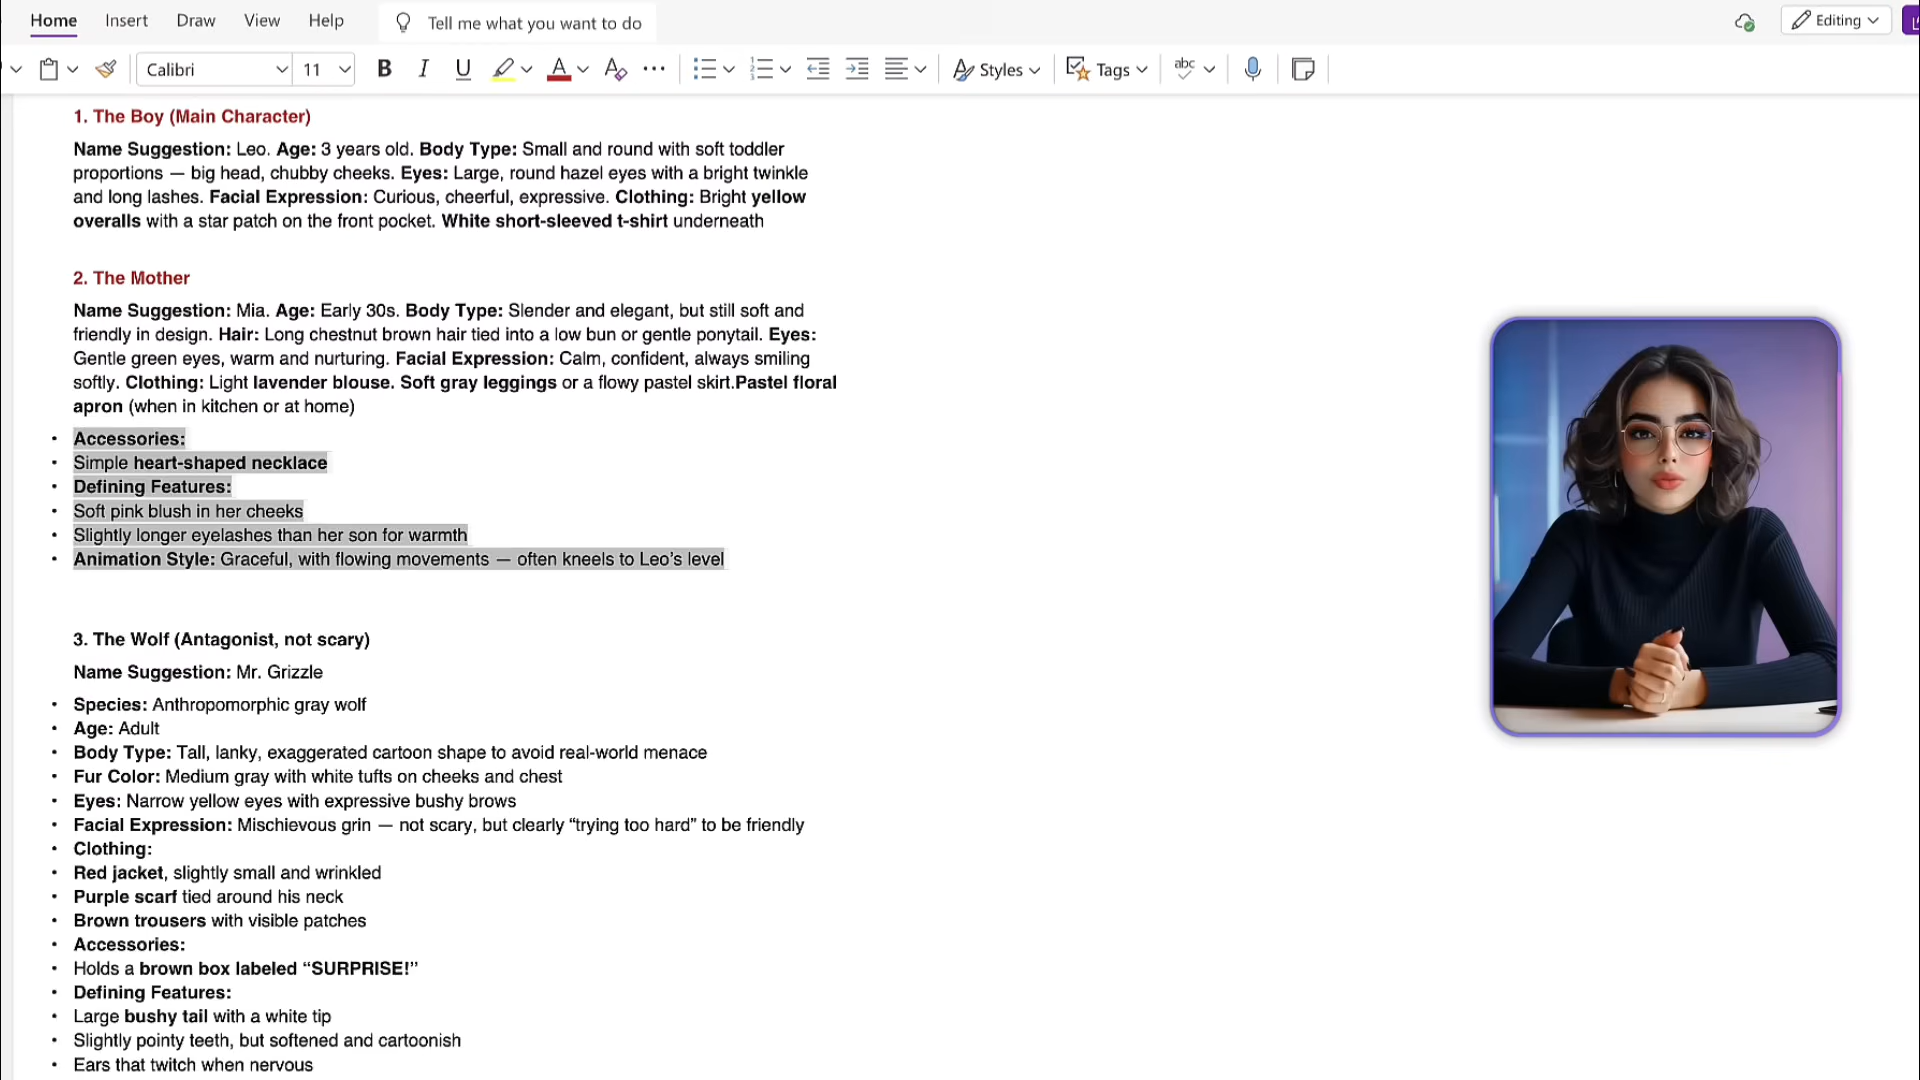 Home Insert Draw View Help Tell me what you want to do Editing
Calibri 11 B I U A A Styles Tags abc
1. The Boy (Main Character)
Name Suggestion: Leo. Age: 3 years old. Body Type: Small and round with soft toddler
proportions — big head, chubby cheeks. Eyes: Large, round hazel eyes with a bright twinkle
and long lashes. Facial Expression: Curious, cheerful, expressive. Clothing: Bright yellow
overalls with a star patch on the front pocket. White short-sleeved t-shirt underneath
2. The Mother
Name Suggestion: Mia. Age: Early 30s. Body Type: Slender and elegant, but still soft and
friendly in design. Hair: Long chestnut brown hair tied into a low bun or gentle ponytail. Eyes:
Gentle green eyes, warm and nurturing. Facial Expression: Calm, confident, always smiling
softly. Clothing: Light lavender blouse. Soft gray leggings or a flowy pastel skirt.Pastel floral
apron (when in kitchen or at home)
• Accessories:
• Simple heart-shaped necklace
• Defining Features:
• Soft pink blush in her cheeks
• Slightly longer eyelashes than her son for warmth
• Animation Style: Graceful, with flowing movements — often kneels to Leo’s level
3. The Wolf (Antagonist, not scary)
Name Suggestion: Mr. Grizzle
• Species: Anthropomorphic gray wolf
• Age: Adult
• Body Type: Tall, lanky, exaggerated cartoon shape to avoid real-world menace
• Fur Color: Medium gray with white tufts on cheeks and chest
• Eyes: Narrow yellow eyes with expressive bushy brows
• Facial Expression: Mischievous grin — not scary, but clearly “trying too hard” to be friendly
• Clothing:
• Red jacket, slightly small and wrinkled
• Purple scarf tied around his neck
• Brown trousers with visible patches
• Accessories:
• Holds a brown box labeled “SURPRISE!”
• Defining Features:
• Large bushy tail with a white tip
• Slightly pointy teeth, but softened and cartoonish
• Ears that twitch when nervous